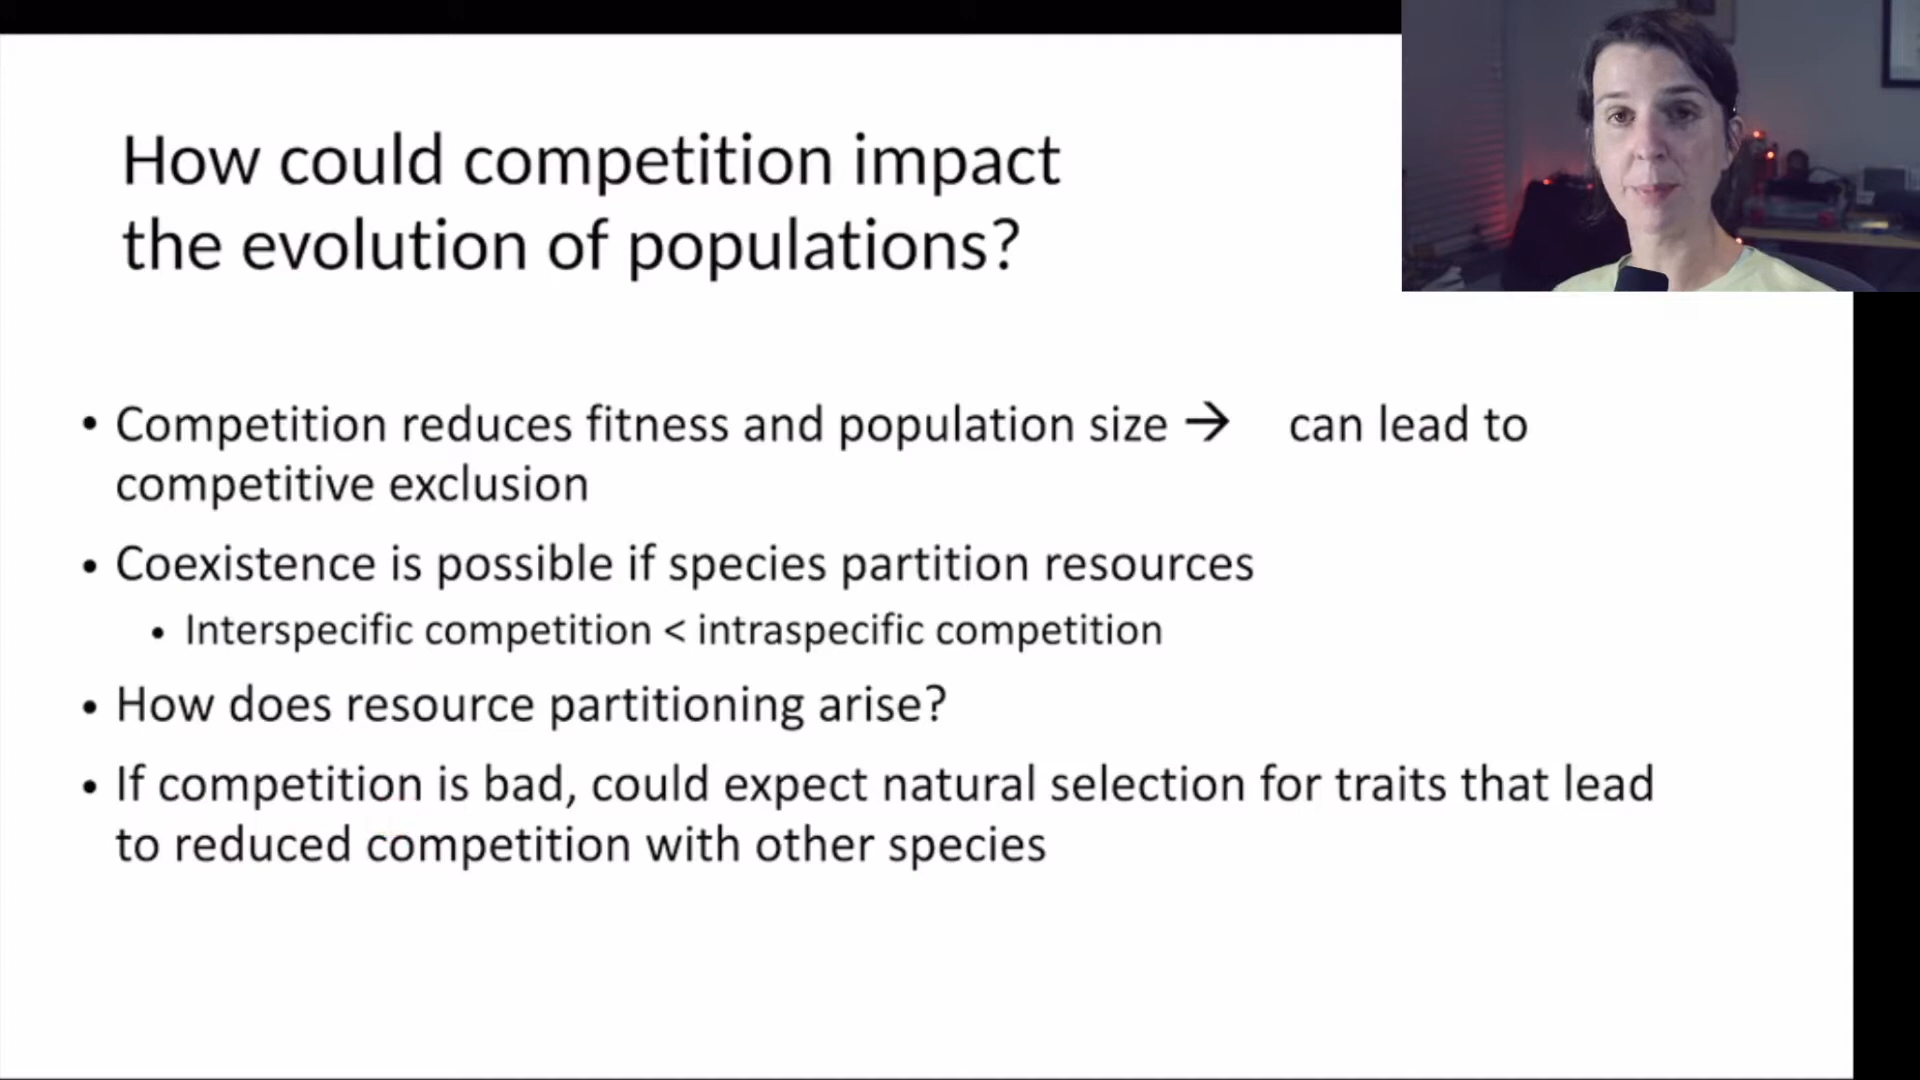 How could competition impact
the evolution of populations?
• Competition reduces fitness and population size → can lead to
competitive exclusion
• Coexistence is possible if species partition resources
• Interspecific competition < intraspecific competition
• How does resource partitioning arise?
• If competition is bad, could expect natural selection for traits that lead
to reduced competition with other species